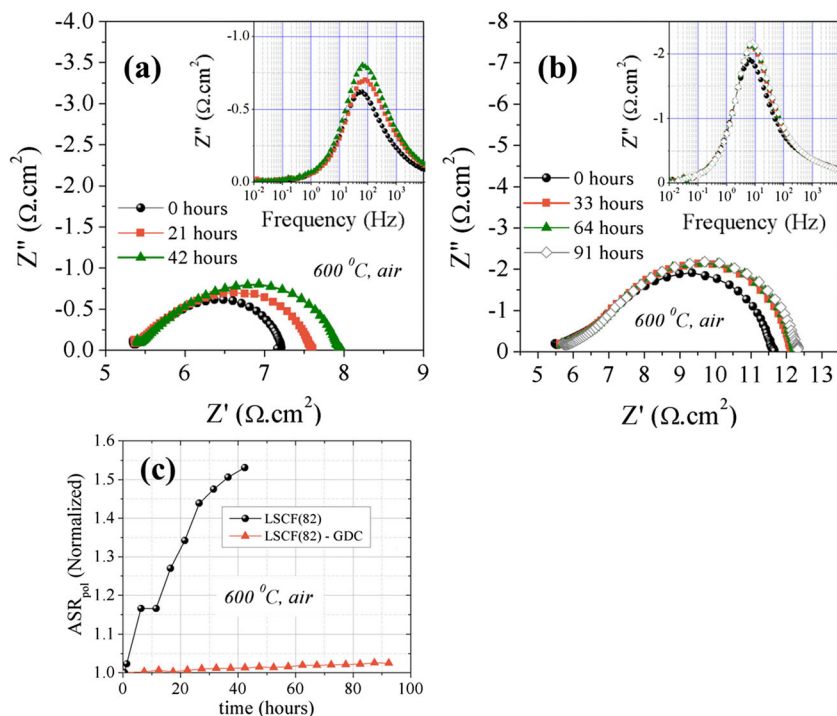 (a)
Z'' (Ω.cm²)
-4.0
-3.5
-3.0
-2.5
-2.0
-1.5
-1.0
-0.5
0.0
5 6 7 8 9
Z' (Ω.cm²)
0 hours
21 hours
42 hours
600 ⁰C, air
Z'' (Ω.cm²)
-1.0
-0.5
0.0
10⁻² 10⁻¹ 10⁰ 10¹ 10² 10³
Frequency (Hz)
(b)
Z'' (Ω.cm²)
-8
-7
-6
-5
-4
-3
-2
-1
0
5 6 7 8 9 10 11 12 13
Z' (Ω.cm²)
0 hours
33 hours
64 hours
91 hours
600 ⁰C, air
Z'' (Ω.cm²)
-2
-1
0
10⁻² 10⁻¹ 10⁰ 10¹ 10² 10³
Frequency (Hz)
(c)
ASRpol (Normalized)
1.6
1.5
1.4
1.3
1.2
1.1
1.0
0 20 40 60 80 100
time (hours)
LSCF(82)
LSCF(82) - GDC
600 ⁰C, air